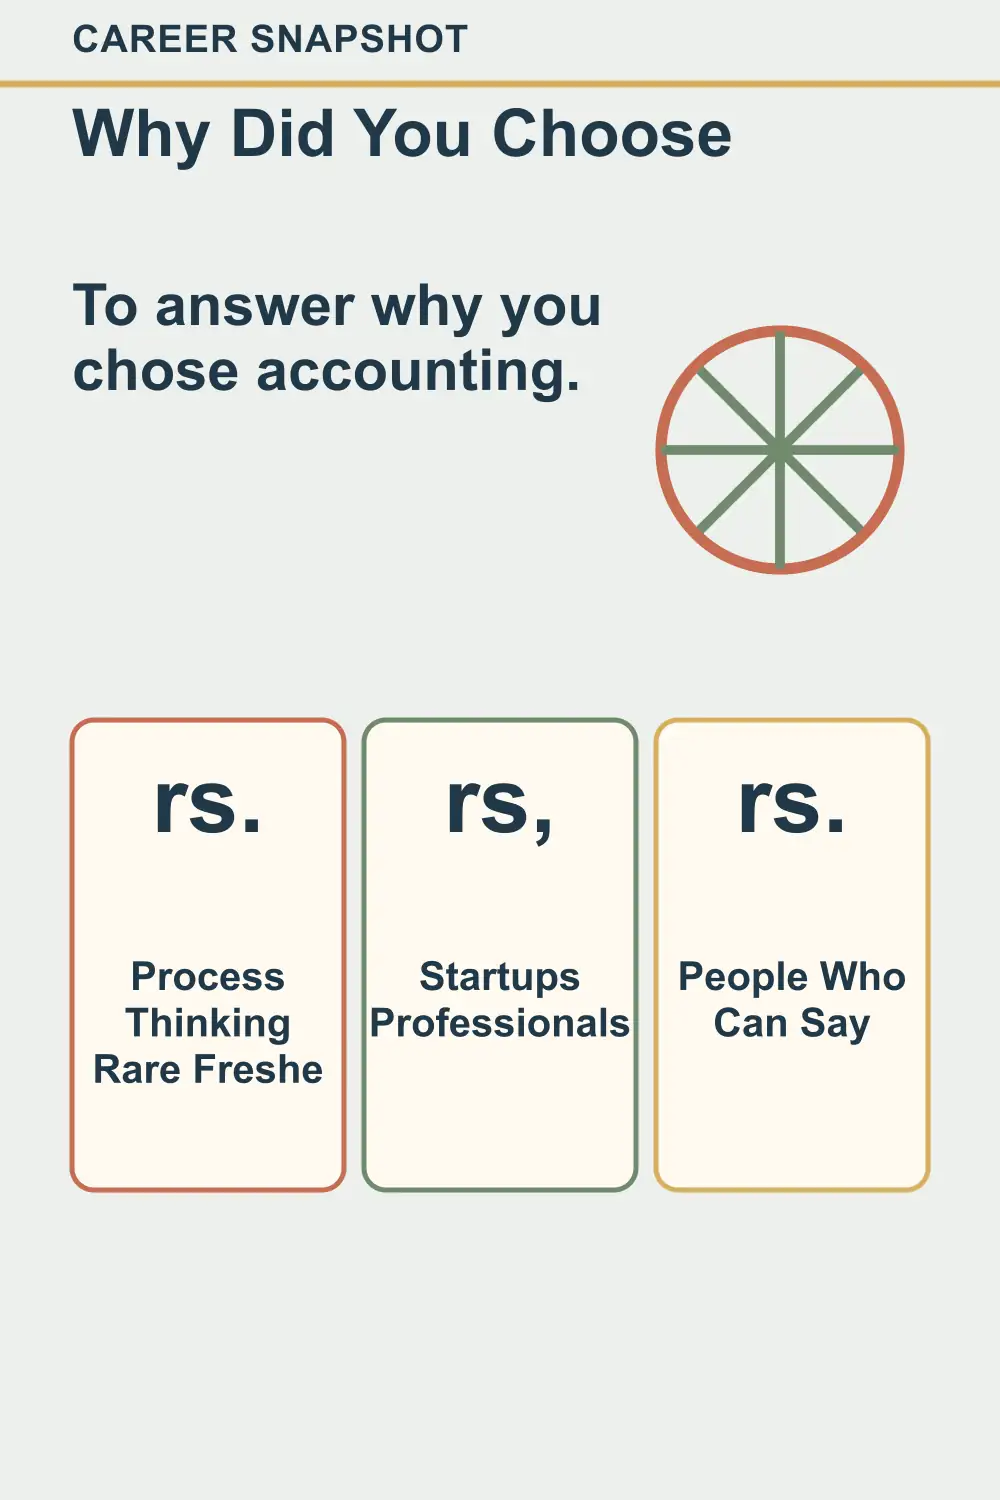 CAREER SNAPSHOT
Why Did You Choose
To answer why you
chose accounting.
rs.
Process
Thinking
Rare Freshe
rs,
Startups
Professionals
rs.
People Who
Can Say